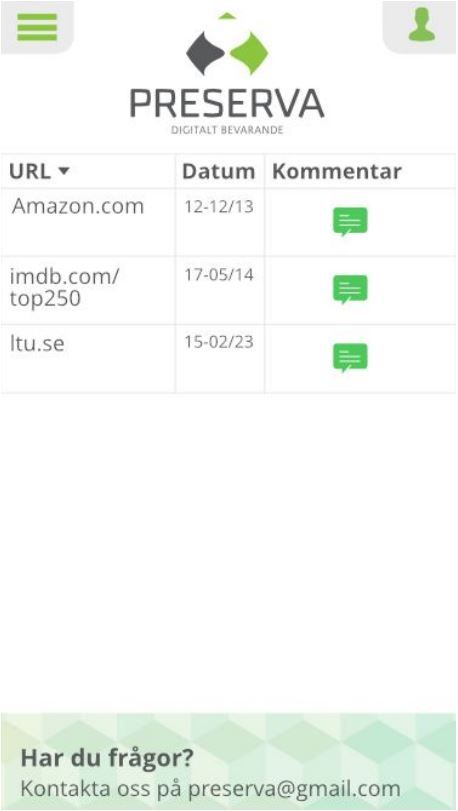 PRESERVA
DIGITALT BEVARANDE
URL Datum Kommentar
Amazon.com 12-12/13
imdb.com/ 17-05/14
top250
ltu.se 15-02/23
Har du frågor?
Kontakta oss på preserva@gmail.com